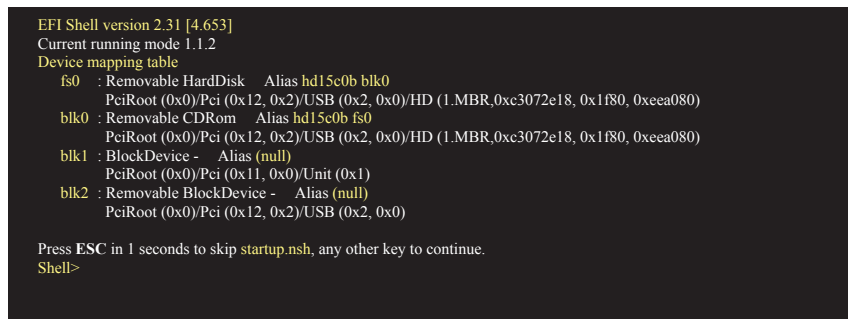 EFI Shell version 2.31 [4.653]
Current running mode 1.1.2
Device mapping table
fs0 : Removable HardDisk Alias hd15c0b blk0
PciRoot (0x0)/Pci (0x12, 0x2)/USB (0x2, 0x0)/HD (1.MBR,0xc3072e18, 0x1f80, 0xeea080)
blk0 : Removable CDRom Alias hd15c0b fs0
PciRoot (0x0)/Pci (0x12, 0x2)/USB (0x2, 0x0)/HD (1.MBR,0xc3072e18, 0x1f80, 0xeea080)
blk1 : BlockDevice - Alias (null)
PciRoot (0x0)/Pci (0x11, 0x0)/Unit (0x1)
blk2 : Removable BlockDevice - Alias (null)
PciRoot (0x0)/Pci (0x12, 0x2)/USB (0x2, 0x0)
Press ESC in 1 seconds to skip startup.nsh, any other key to continue.
Shell>